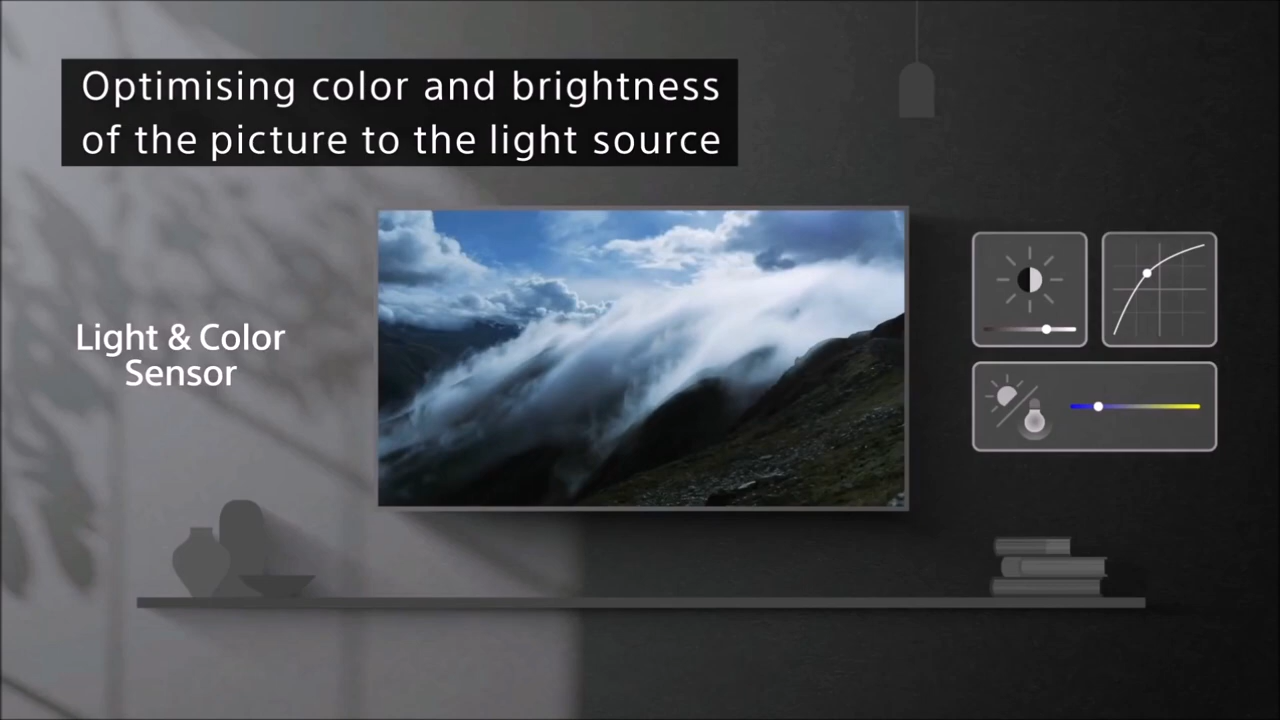 Optimising color and brightness
of the picture to the light source
Light & Color
Sensor